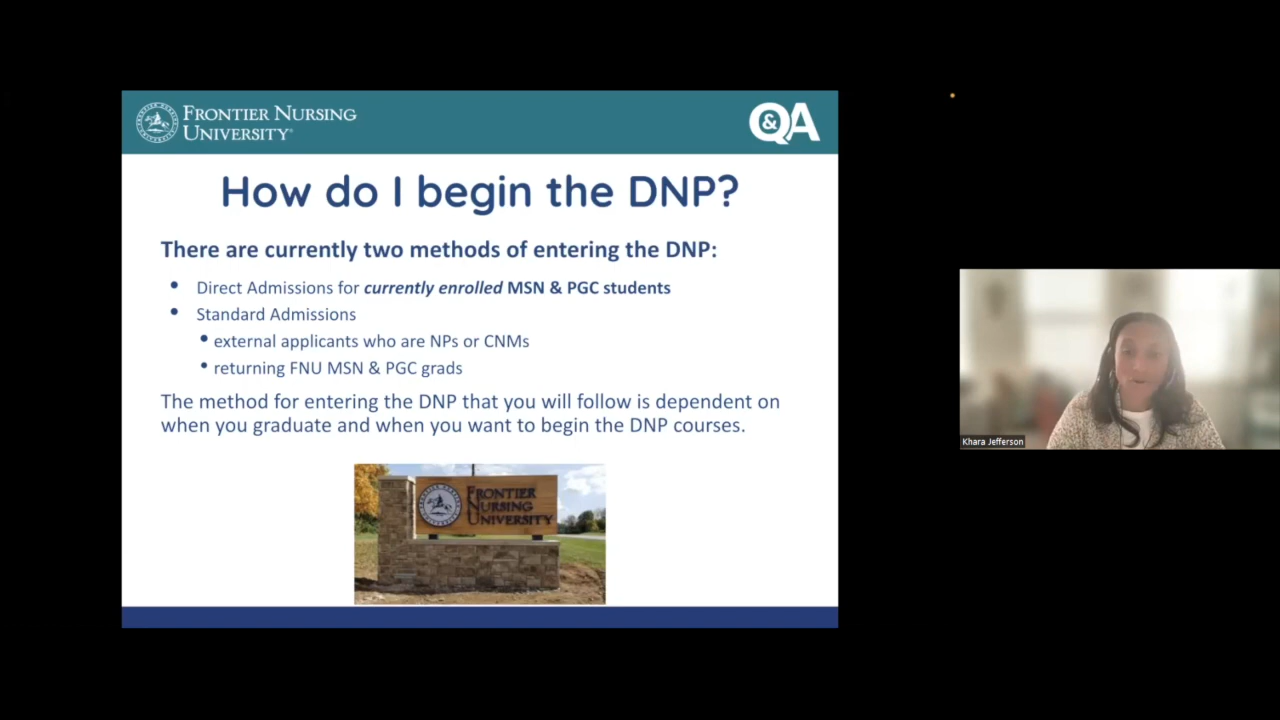 FRONTIER NURSING
UNIVERSITY
Q&A
How do I begin the DNP?
There are currently two methods of entering the DNP:
• Direct Admissions for currently enrolled MSN & PGC students
• Standard Admissions
• external applicants who are NPs or CNMs
• returning FNU MSN & PGC grads
The method for entering the DNP that you will follow is dependent on
when you graduate and when you want to begin the DNP courses.
FRONTIER
NURSING
UNIVERSITY
Khara Jefferson